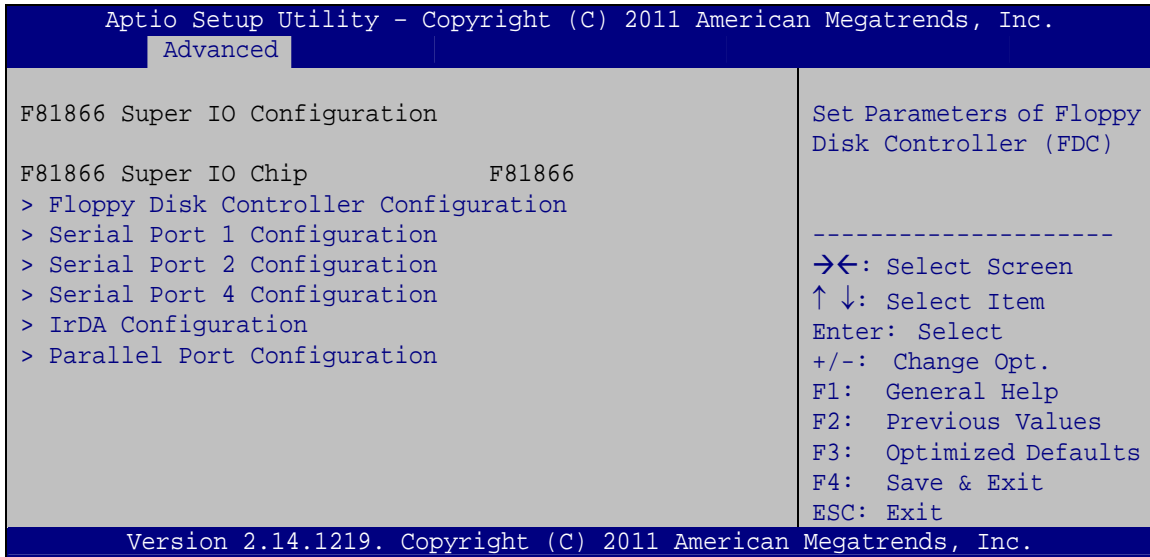 Aptio Setup Utility – Copyright (C) 2011 American Megatrends, Inc.
Advanced
F81866 Super IO Configuration
F81866 Super IO Chip F81866
> Floppy Disk Controller Configuration
> Serial Port 1 Configuration
> Serial Port 2 Configuration
> Serial Port 4 Configuration
> IrDA Configuration
> Parallel Port Configuration
Set Parameters of Floppy
Disk Controller (FDC)
---------------------
→←: Select Screen
↑ ↓: Select Item
Enter: Select
+/-: Change Opt.
F1: General Help
F2: Previous Values
F3: Optimized Defaults
F4: Save & Exit
ESC: Exit
Version 2.14.1219. Copyright (C) 2011 American Megatrends, Inc.